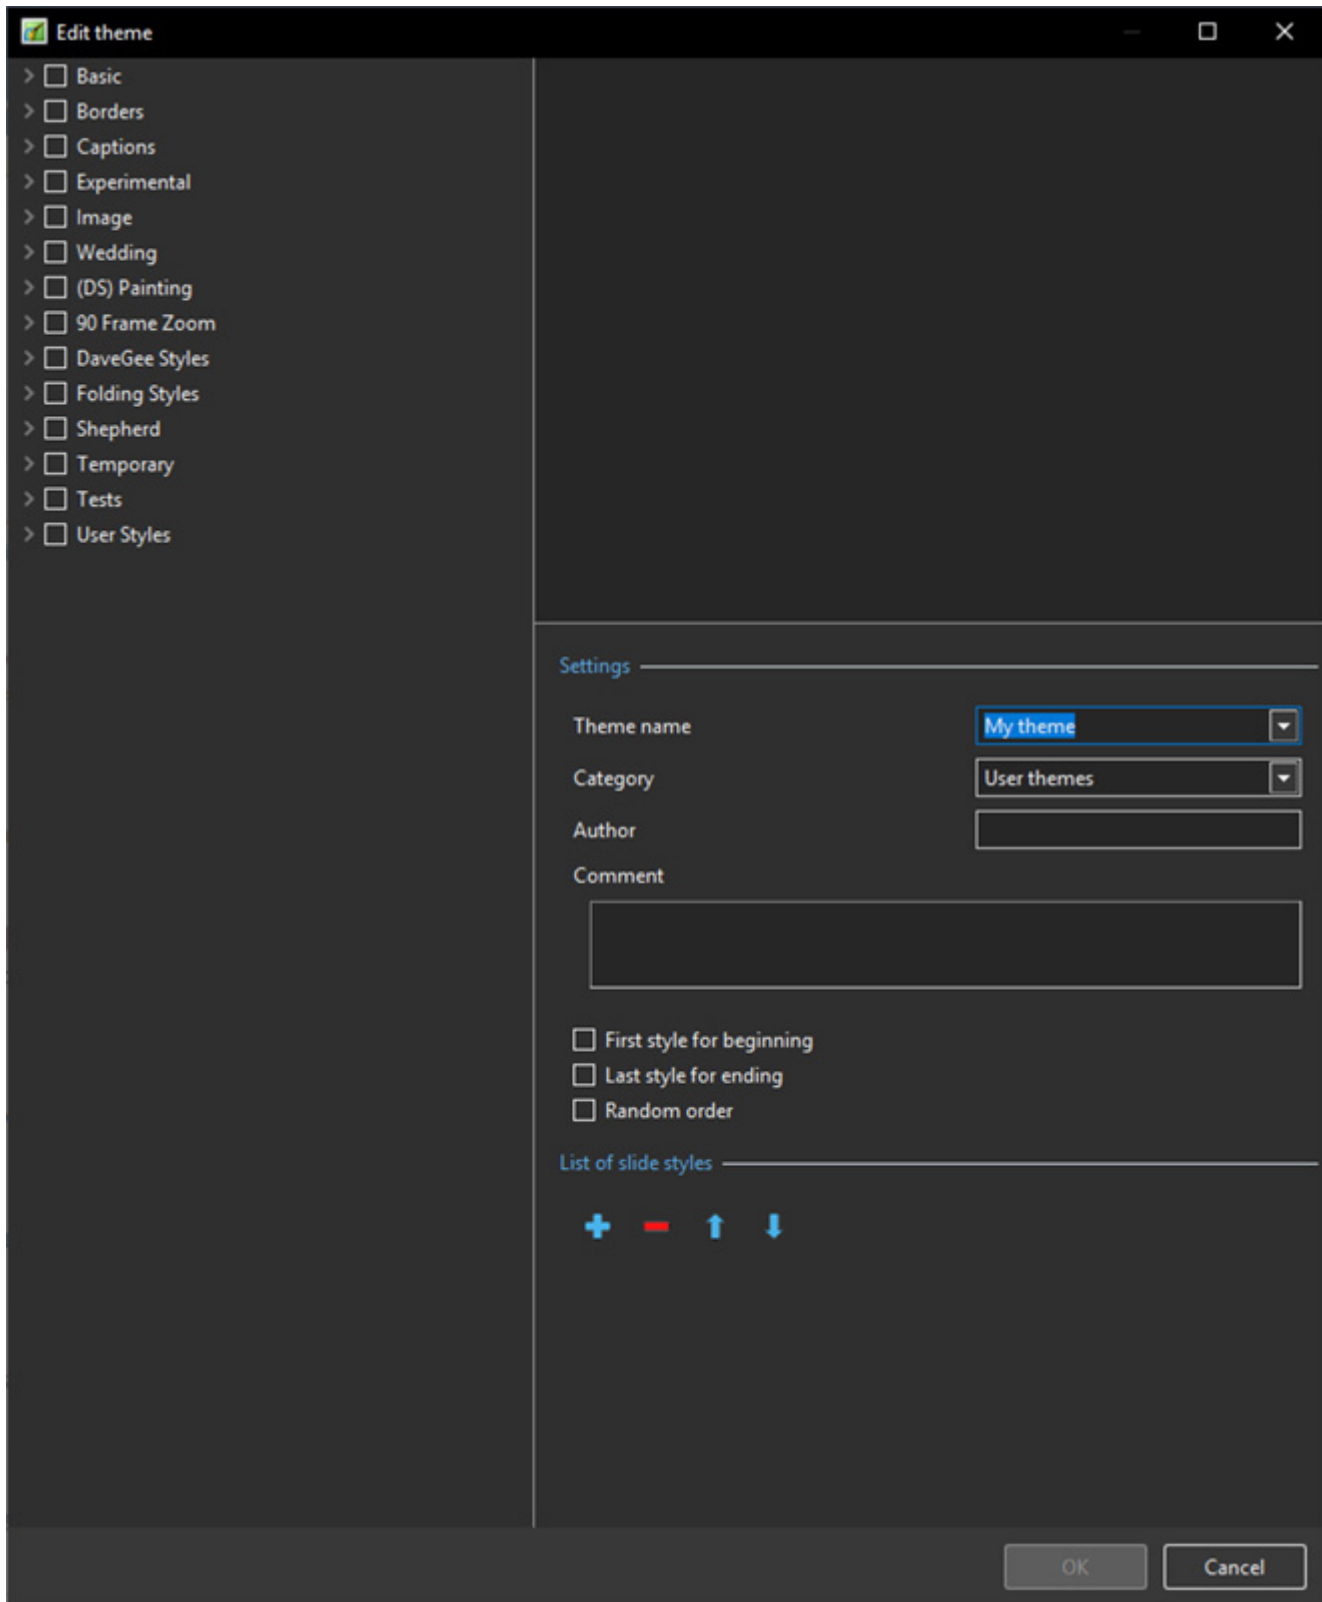 Edit theme
Basic
Borders
Captions
Experimental
Image
Wedding
(DS) Painting
90 Frame Zoom
DaveGee Styles
Folding Styles
Shepherd
Temporary
Tests
User Styles
Settings
Theme name My theme
Category User themes
Author
Comment
First style for beginning
Last style for ending
Random order
List of slide styles
OK Cancel